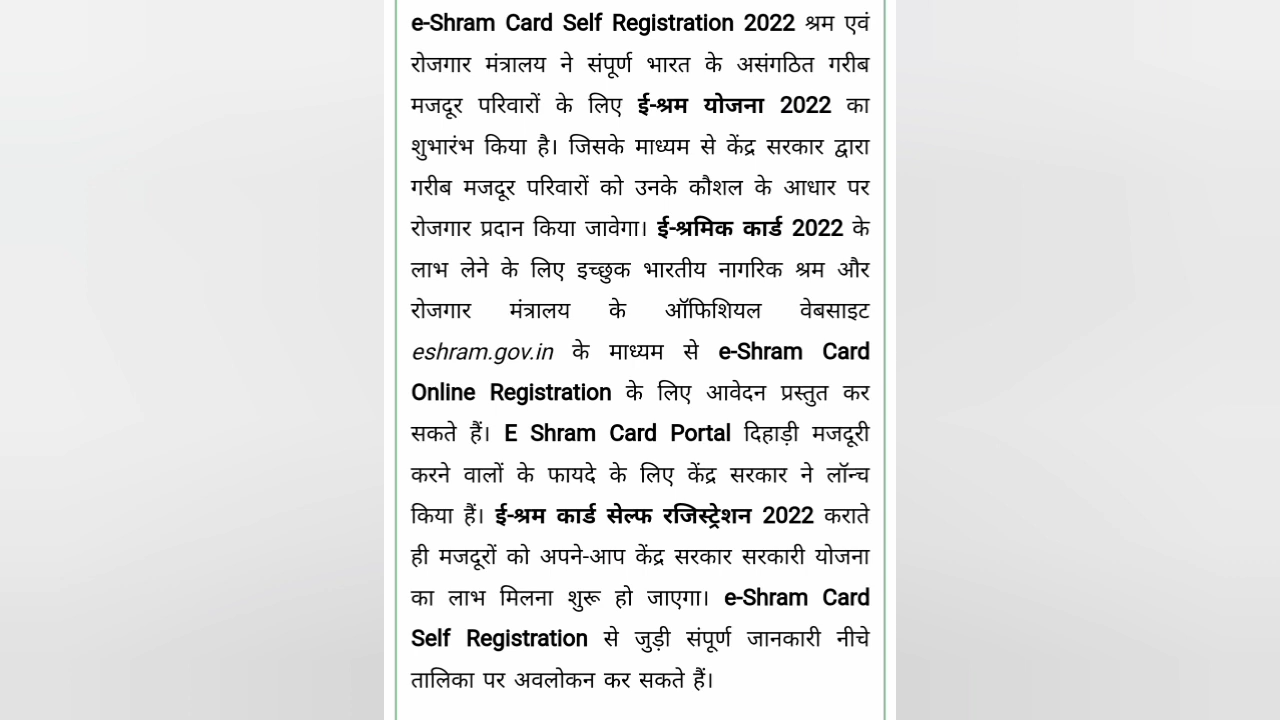 e-Shram Card Self Registration 2022 श्रम एवं
रोजगार मंत्रालय ने संपूर्ण भारत के असंगठित गरीब
मजदूर परिवारों के लिए ई-श्रम योजना 2022 का
शुभारंभ किया है। जिसके माध्यम से केंद्र सरकार द्वारा
गरीब मजदूर परिवारों को उनके कौशल के आधार पर
रोजगार प्रदान किया जावेगा। ई-श्रमिक कार्ड 2022 के
लाभ लेने के लिए इच्छुक भारतीय नागरिक श्रम और
रोजगार मंत्रालय के ऑफिशियल वेबसाइट
eshram.gov.in के माध्यम से e-Shram Card
Online Registration के लिए आवेदन प्रस्तुत कर
सकते हैं। E Shram Card Portal दिहाड़ी मजदूरी
करने वालों के फायदे के लिए केंद्र सरकार ने लॉन्च
किया हैं। ई-श्रम कार्ड सेल्फ रजिस्ट्रेशन 2022 कराते
ही मजदूरों को अपने-आप केंद्र सरकार सरकारी योजना
का लाभ मिलना शुरू हो जाएगा। e-Shram Card
Self Registration से जुड़ी संपूर्ण जानकारी नीचे
तालिका पर अवलोकन कर सकते हैं।